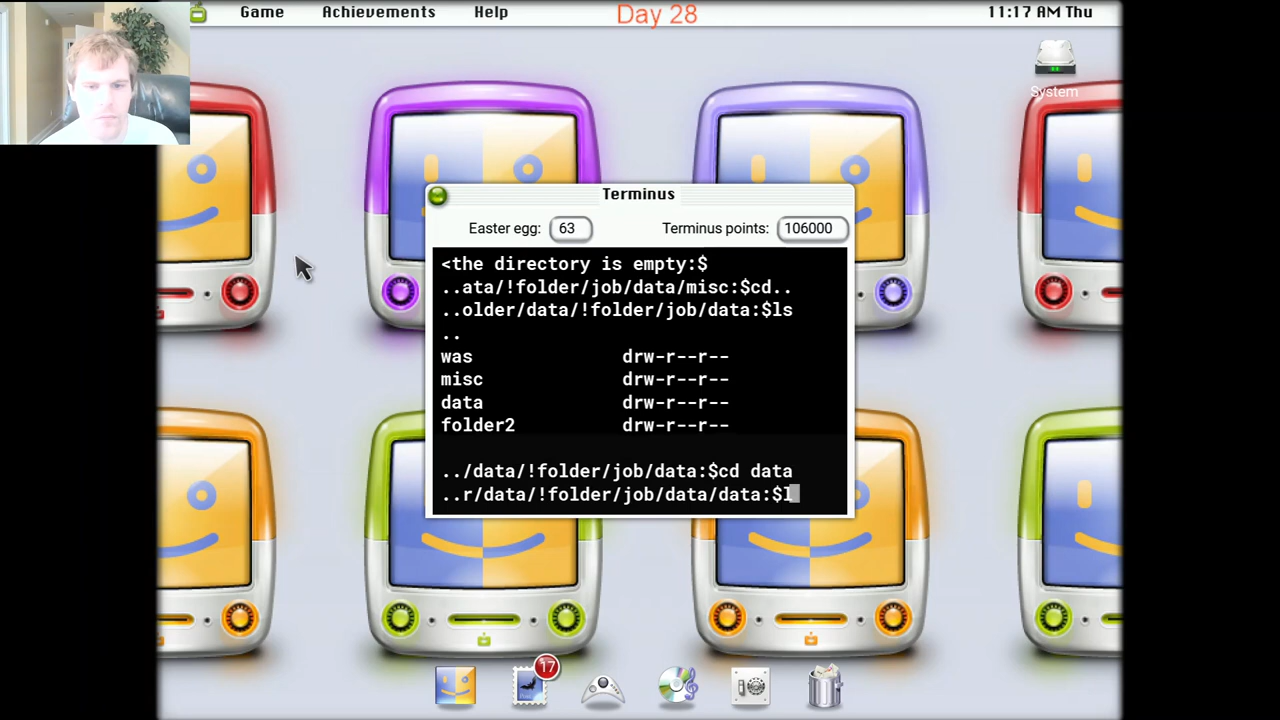 Game Achievements Help Day 28 11:17 AM Thu
System
Terminus
Easter egg: 63 Terminus points: 106000
<the directory is empty:$
..ata/!folder/job/data/misc:$cd..
..older/data/!folder/job/data:$ls
..
was drw-r--r--
misc drw-r--r--
data drw-r--r--
folder2 drw-r--r--
../data/!folder/job/data:$cd data
..r/data/!folder/job/data/data:$l
17